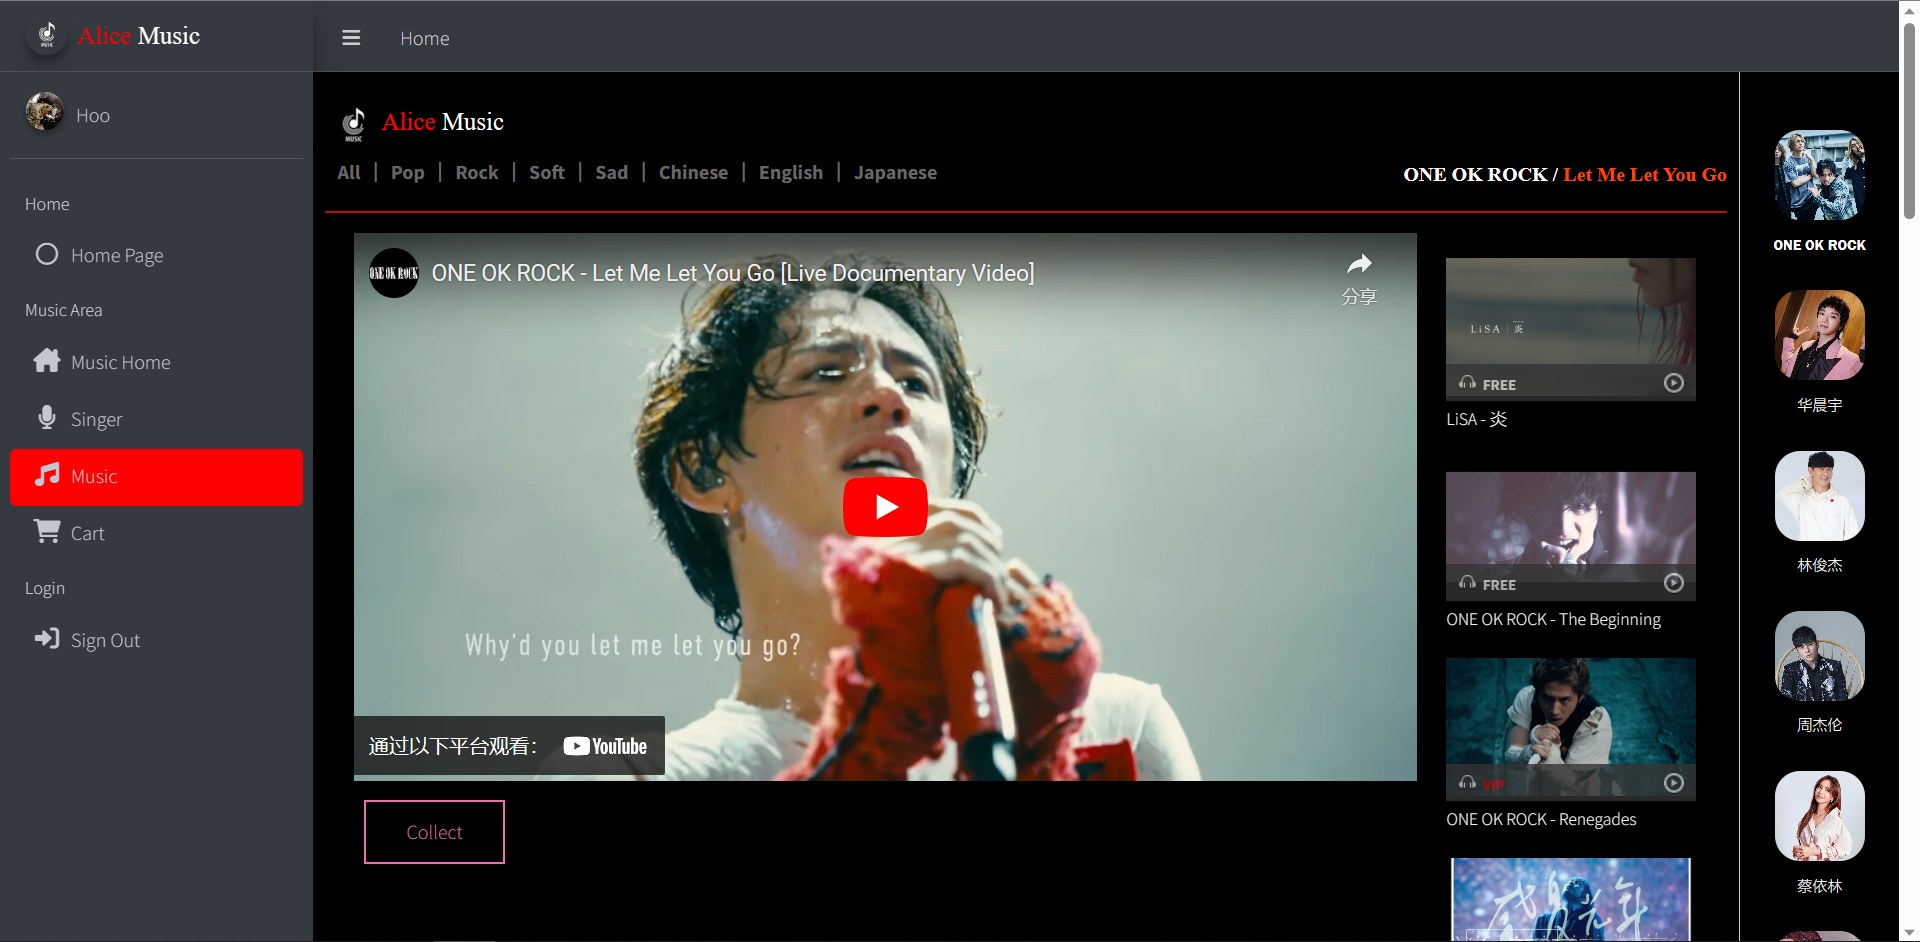 Alice Music
Home
Hoo
Home
Home Page
Music Area
Music Home
Singer
Music
Cart
Login
Sign Out
MUSIC
Alice Music
All | Pop | Rock | Soft | Sad | Chinese | English | Japanese
ONE OK ROCK / Let Me Let You Go
ONE OK ROCK
ONE OK ROCK - Let Me Let You Go [Live Documentary Video]
分享
Why'd you let me let you go?
通过以下平台观看：
YouTube
Collect
LiSA | 炎
FREE
LiSA - 炎
FREE
ONE OK ROCK - The Beginning
VIP
ONE OK ROCK - Renegades
盛夏光年
ONE OK ROCK
华晨宇
林俊杰
周杰伦
蔡依林